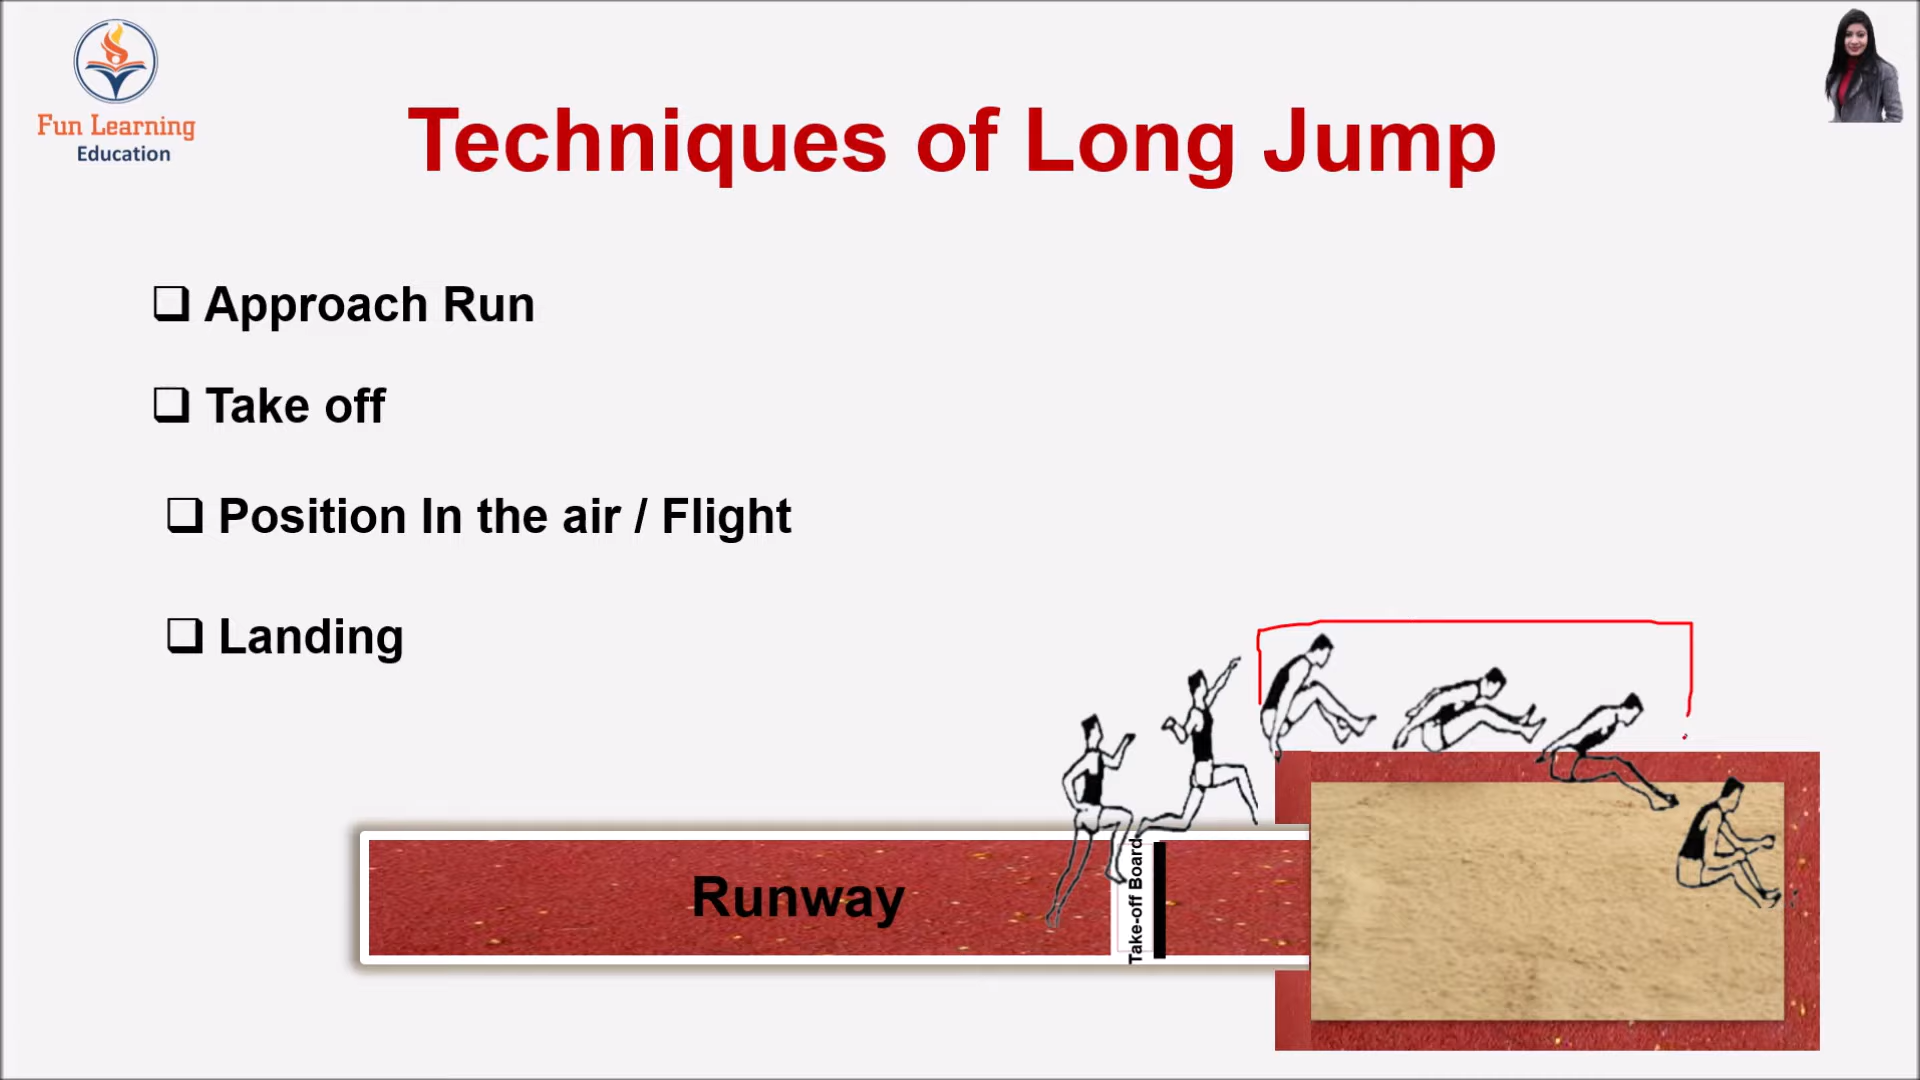 Fun Learning
Education
Techniques of Long Jump
Approach Run
Take off
Position In the air / Flight
Landing
Runway
Take-off Board